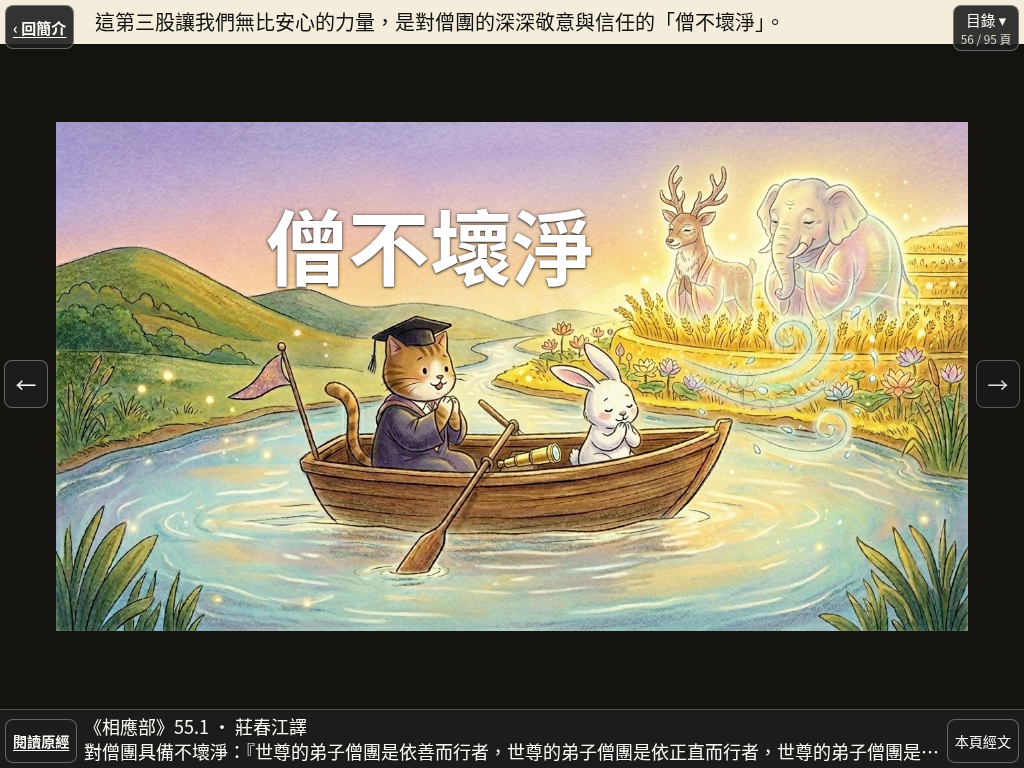 ‹ 回簡介
這第三股讓我們無比安心的力量，是對僧團的深深敬意與信任的「僧不壞淨」。
目錄 ▾
56 / 95 頁
僧不壞淨
←
→
閱讀原經
《相應部》55.1 • 莊春江譯
對僧團具備不壞淨：『世尊的弟子僧團是依善而行者，世尊的弟子僧團是依正直而行者，世尊的弟子僧團是…
本頁經文